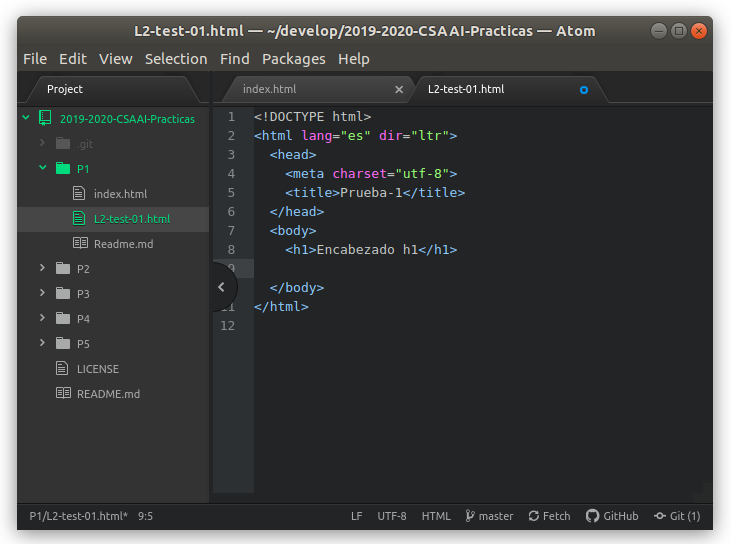 L2-test-01.html — ~/develop/2019-2020-CSAAI-Practicas — Atom
File Edit View Selection Find Packages Help
Project
index.html
L2-test-01.html
2019-2020-CSAAI-Practicas
.git
P1
index.html
L2-test-01.html
Readme.md
P2
P3
P4
P5
LICENSE
README.md
1 <!DOCTYPE html>
2 <html lang="es" dir="ltr">
3 <head>
4 <meta charset="utf-8">
5 <title>Prueba-1</title>
6 </head>
7 <body>
8 <h1>Encabezado h1</h1>
9
</body>
11 </html>
12
P1/L2-test-01.html* 9:5 LF UTF-8 HTML master Fetch GitHub Git (1)